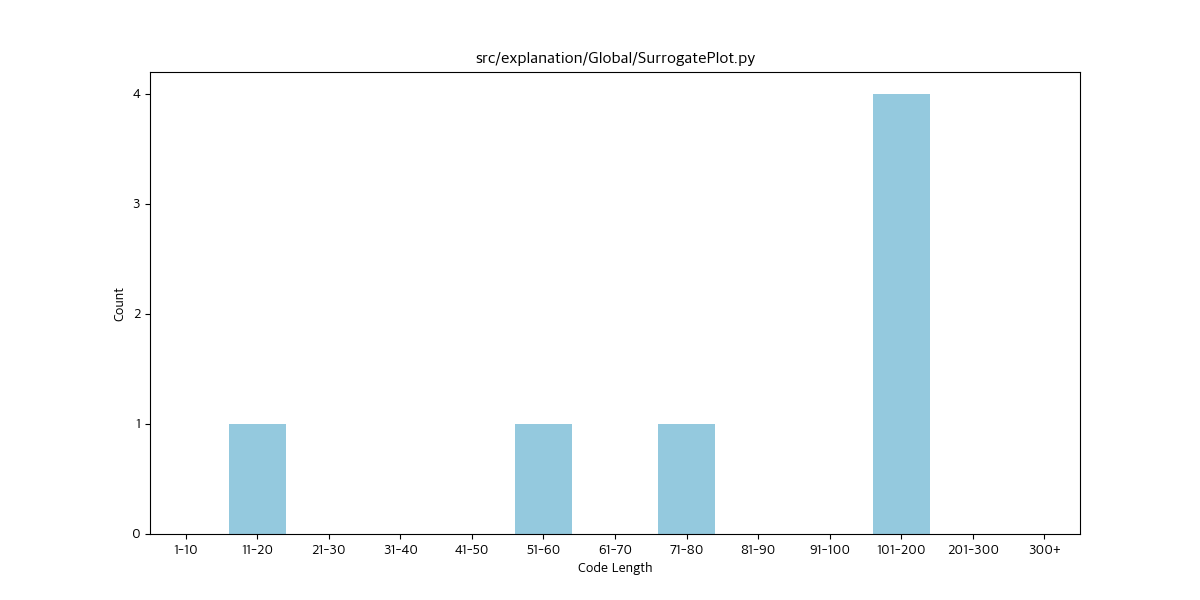 src/explanation/Global/SurrogatePlot.py
4
3
2
1
0
Count
1-10 11-20 21-30 31-40 41-50 51-60 61-70 71-80 81-90 91-100 101-200 201-300 300+
Code Length